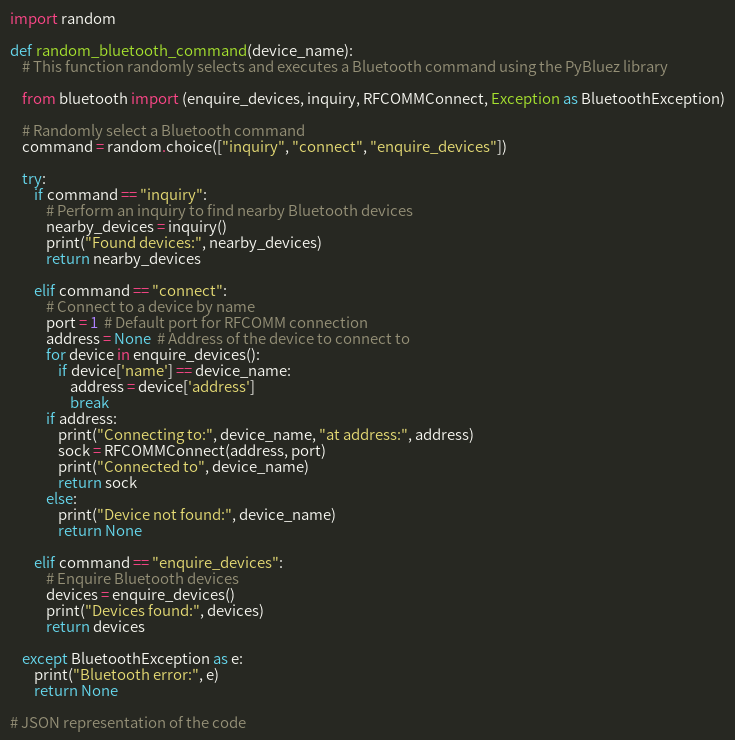 import random

def random_bluetooth_command(device_name):
    # This function randomly selects and executes a Bluetooth command using the PyBluez library

    from bluetooth import (enquire_devices, inquiry, RFCOMMConnect, Exception as BluetoothException)

    # Randomly select a Bluetooth command
    command = random.choice(["inquiry", "connect", "enquire_devices"])

    try:
        if command == "inquiry":
            # Perform an inquiry to find nearby Bluetooth devices
            nearby_devices = inquiry()
            print("Found devices:", nearby_devices)
            return nearby_devices

        elif command == "connect":
            # Connect to a device by name
            port = 1  # Default port for RFCOMM connection
            address = None  # Address of the device to connect to
            for device in enquire_devices():
                if device['name'] == device_name:
                    address = device['address']
                    break
            if address:
                print("Connecting to:", device_name, "at address:", address)
                sock = RFCOMMConnect(address, port)
                print("Connected to", device_name)
                return sock
            else:
                print("Device not found:", device_name)
                return None

        elif command == "enquire_devices":
            # Enquire Bluetooth devices
            devices = enquire_devices()
            print("Devices found:", devices)
            return devices

    except BluetoothException as e:
        print("Bluetooth error:", e)
        return None

# JSON representation of the code